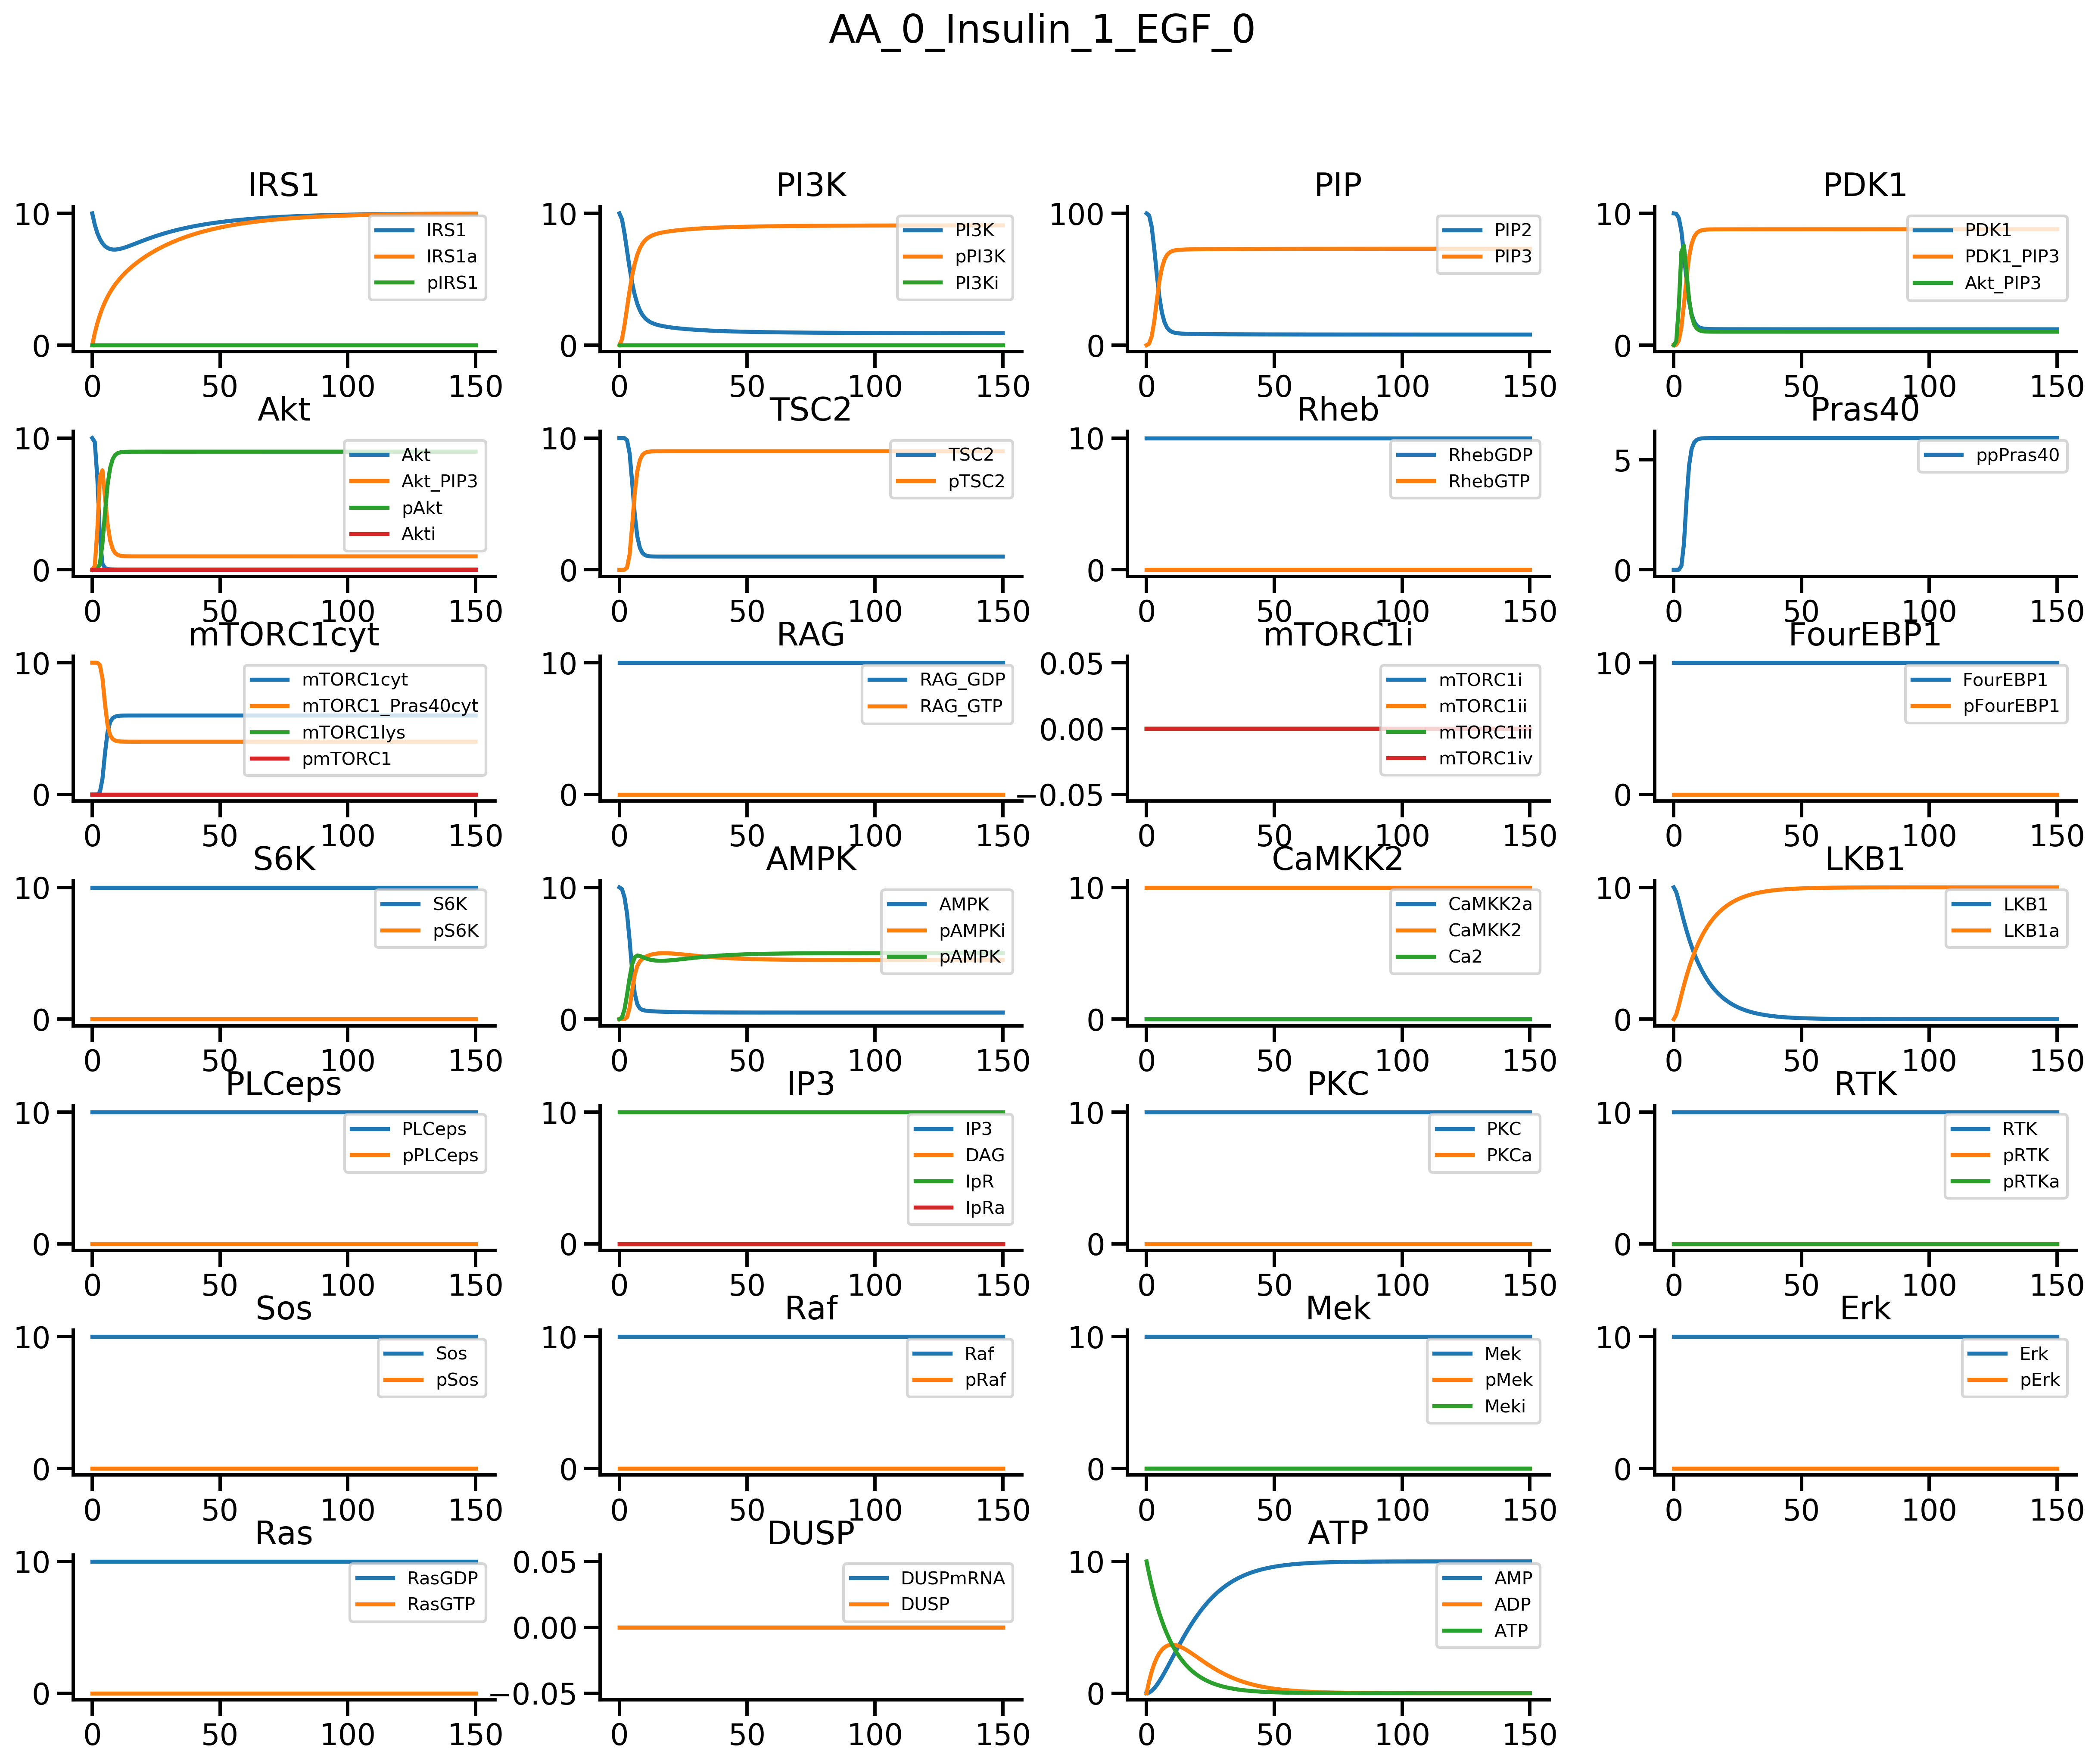 AA_0_Insulin_1_EGF_0
IRS1
10
0
0 50 100 150
IRS1
IRS1a
pIRS1
PI3K
10
0
0 50 100 150
PI3K
pPI3K
PI3Ki
PIP
100
0
0 50 100 150
PIP2
PIP3
PDK1
10
0
0 50 100 150
PDK1
PDK1_PIP3
Akt_PIP3
Akt
10
0
0 50 100 150
Akt
Akt_PIP3
pAkt
Akti
TSC2
10
0
0 50 100 150
TSC2
pTSC2
Rheb
10
0
0 50 100 150
RhebGDP
RhebGTP
Pras40
5
0
0 50 100 150
ppPras40
mTORC1cyt
10
0
0 50 100 150
mTORC1cyt
mTORC1_Pras40cyt
mTORC1lys
pmTORC1
RAG
10
0
0 50 100 150
RAG_GDP
RAG_GTP
mTORC1i
0.05
0.00
−0.05
0 50 100 150
mTORC1i
mTORC1ii
mTORC1iii
mTORC1iv
FourEBP1
10
0
0 50 100 150
FourEBP1
pFourEBP1
S6K
10
0
0 50 100 150
S6K
pS6K
AMPK
10
0
0 50 100 150
AMPK
pAMPKi
pAMPK
CaMKK2
10
0
0 50 100 150
CaMKK2a
CaMKK2
Ca2
LKB1
10
0
0 50 100 150
LKB1
LKB1a
PLCeps
10
0
0 50 100 150
PLCeps
pPLCeps
IP3
10
0
0 50 100 150
IP3
DAG
IpR
IpRa
PKC
10
0
0 50 100 150
PKC
PKCa
RTK
10
0
0 50 100 150
RTK
pRTK
pRTKa
Sos
10
0
0 50 100 150
Sos
pSos
Raf
10
0
0 50 100 150
Raf
pRaf
Mek
10
0
0 50 100 150
Mek
pMek
Meki
Erk
10
0
0 50 100 150
Erk
pErk
Ras
10
0
0 50 100 150
RasGDP
RasGTP
DUSP
0.05
0.00
−0.05
0 50 100 150
DUSPmRNA
DUSP
ATP
10
0
0 50 100 150
AMP
ADP
ATP